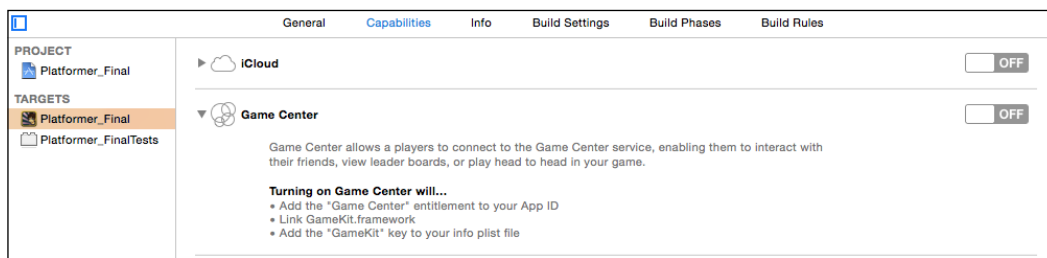 General Capabilities Info Build Settings Build Phases Build Rules
PROJECT
Platformer_Final
TARGETS
Platformer_Final
Platformer_FinalTests
iCloud OFF
Game Center OFF
Game Center allows a players to connect to the Game Center service, enabling them to interact with
their friends, view leader boards, or play head to head in your game.
Turning on Game Center will...
• Add the "Game Center" entitlement to your App ID
• Link GameKit.framework
• Add the "GameKit" key to your info plist file